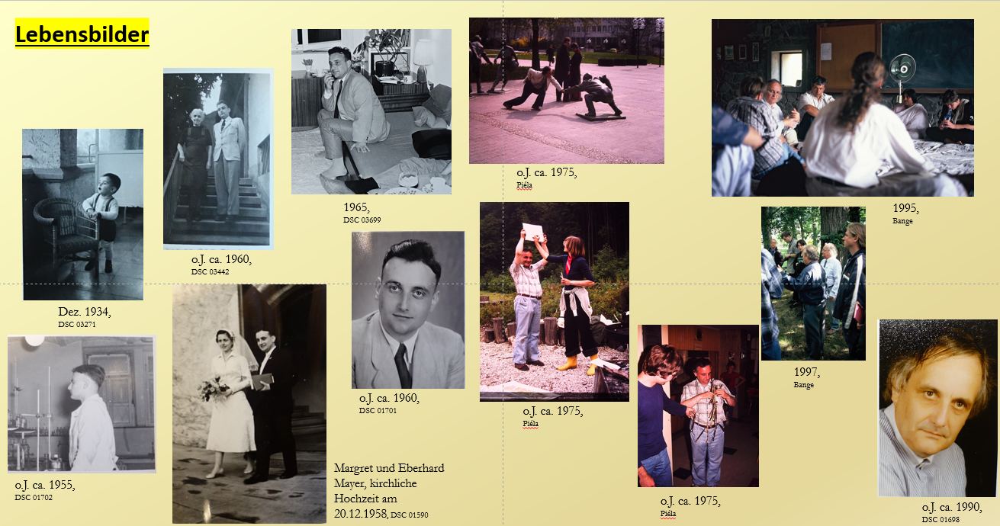 Lebensbilder
Dez. 1934,
DSC 03271
o.J. ca. 1955,
DSC 01702
o.J. ca. 1960,
DSC 03442
Margret und Eberhard
Mayer, kirchliche
Hochzeit am
20.12.1958, DSC 01590
1965,
DSC 03699
o.J. ca. 1960,
DSC 01701
o.J. ca. 1975,
Piéla
o.J. ca. 1975,
Piéla
o.J. ca. 1975,
Piéla
1995,
Bange
1997,
Bange
o.J. ca. 1990,
DSC 01698